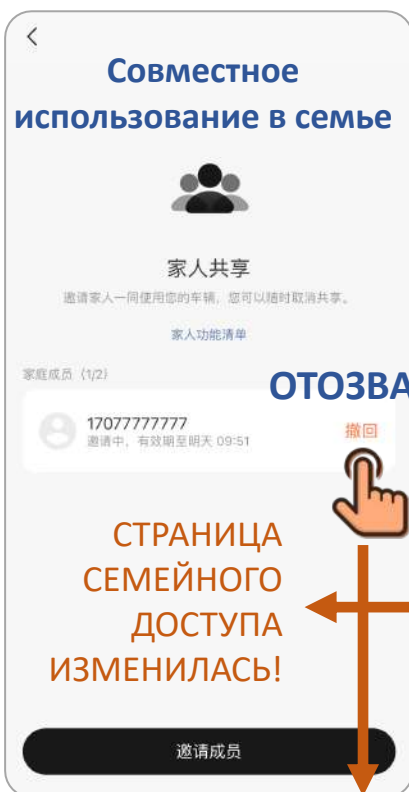 Совместное
использование в семье
家人共享
邀请家人一同使用您的车辆，您可以随时取消共享。
家人功能清单
家庭成员（1/2）
ОТОЗВА
17077777777
邀请中，有效期至明天 09:51
撤回
СТРАНИЦА
СЕМЕЙНОГО
ДОСТУПА
ИЗМЕНИЛАСЬ!
邀请成员